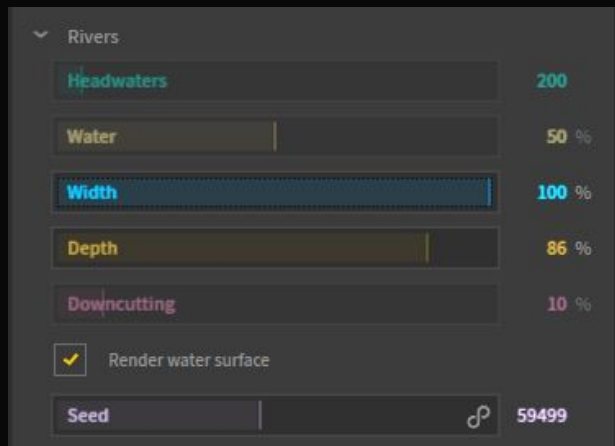 Rivers
Headwaters 200
Water 50 %
Width 100 %
Depth 86 %
Downcutting 10 %
Render water surface
Seed 59499